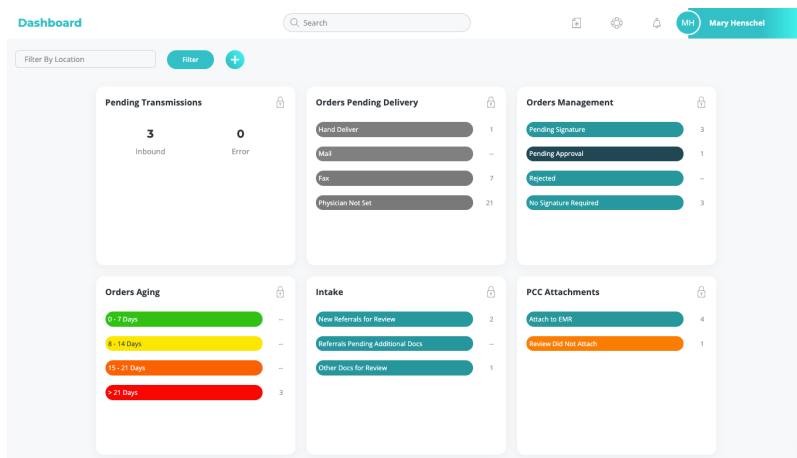 Dashboard
Search
MH
Mary Henschel
Filter By Location
Filter
Pending Transmissions
3
0
Inbound
Error
Orders Pending Delivery
Hand Deliver 1
Mail --
Fax 7
Physician Not Set 21
Orders Management
Pending Signature 3
Pending Approval 1
Rejected --
No Signature Required 3
Orders Aging
0 - 7 Days --
8 - 14 Days --
15 - 21 Days --
> 21 Days 3
Intake
New Referrals for Review 2
Referrals Pending Additional Docs --
Other Docs for Review 1
PCC Attachments
Attach to EMR 4
Review Did Not Attach 1